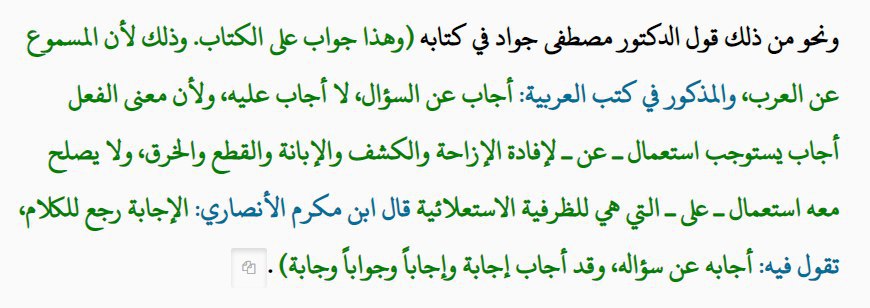 ونحو من ذلك قول الدكتور مصطفى جواد في كتابه (وهذا جواب على الكتاب. وذلك لأن المسموع
عن العرب، والمذكور في كتب العربية: أجاب عن السؤال، لا أجاب عليه، ولأن معنى الفعل
أجاب يستوجب استعمال ـ عن ـ لإفادة الإزاحة والكشف والإبانة والقطع والخرق، ولا يصلح
معه استعمال ـ على ـ التي هي للظرفية الاستعلائية قال ابن مكرم الأنصاري: الإجابة رجع للكلام،
تقول فيه: أجابه عن سؤاله، وقد أجاب إجابة وإجاباً وجواباً وجابة) .